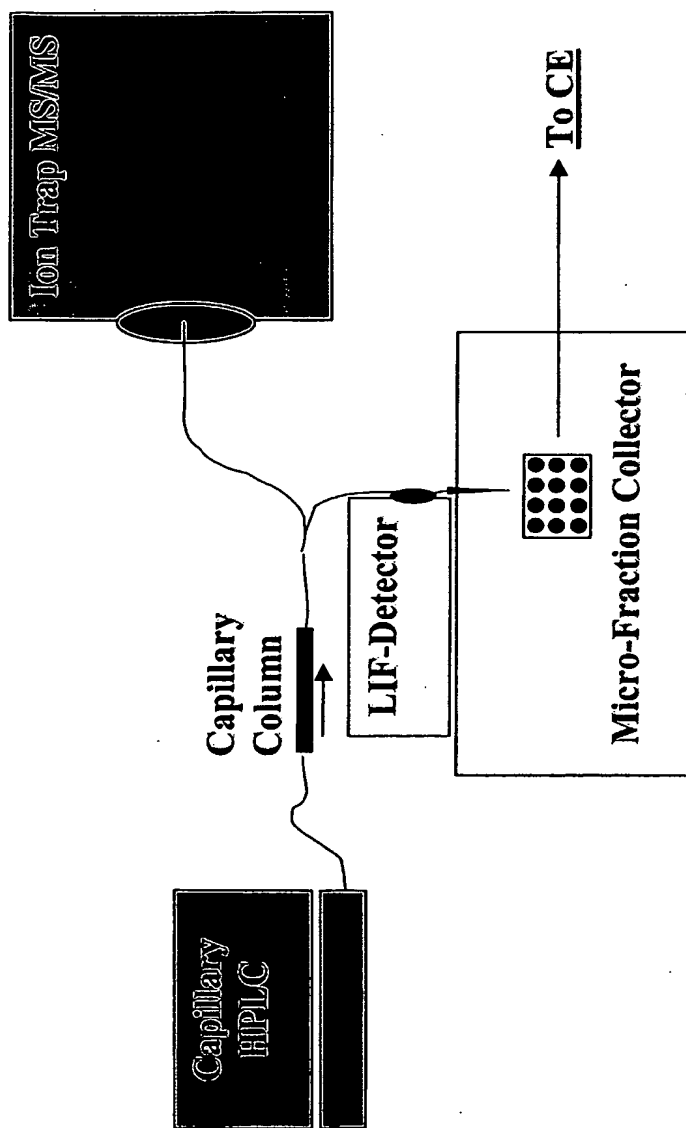 Capillary
HPLC
Capillary
Column
Ion Trap MS/MS
LIF-Detector
Micro-Fraction Collector
To CE